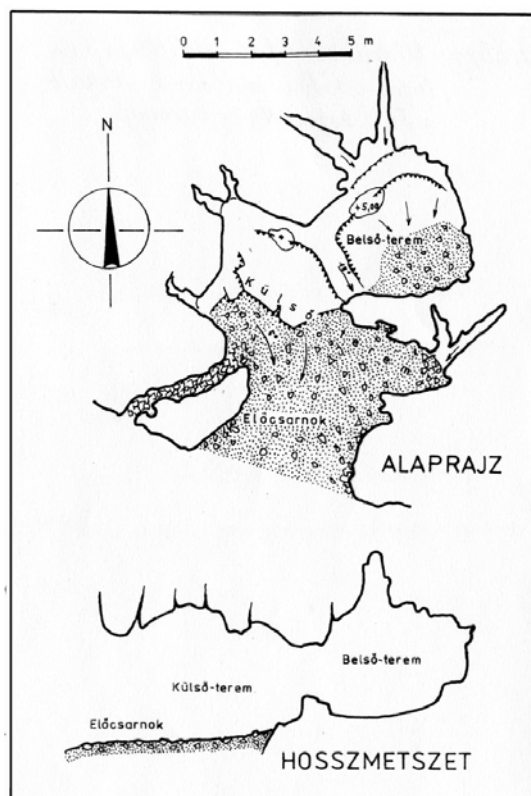 0 1 2 3 4 5 m
N
+5,00
Belső-terem
Külső
Előcsarnok
ALAPRAJZ
Belső-terem
Külső-terem
Előcsarnok
HOSSZMETSZET